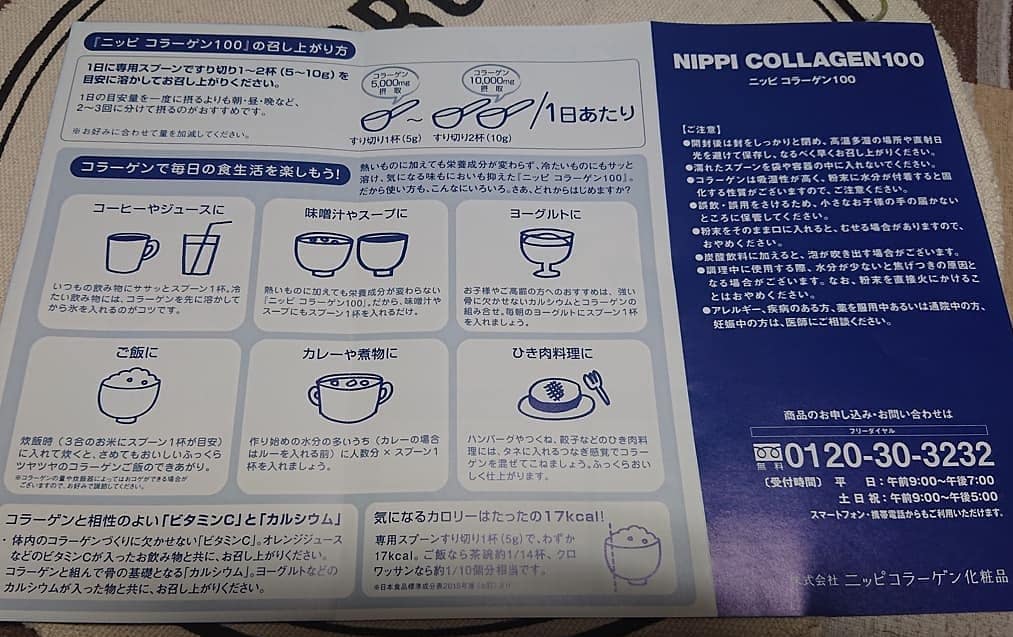 『ニッピ コラーゲン100』の召し上がり方
1日に専用スプーンですり切り1〜2杯（5〜10g）を
目安に溶かしてお召し上がりください。
1日の目安量を一度に摂るよりも朝・昼・晩など、
2〜3回に分けて摂るのがおすすめです。
※お好みに合わせて量を加減してください。
コラーゲン
5,000mg
摂取
すり切り1杯（5g）
〜
コラーゲン
10,000mg
摂取
すり切り2杯（10g）
/1日あたり
コラーゲンで毎日の食生活を楽しもう！
熱いものに加えても栄養成分が変わらず、冷たいものにもサッと
溶け、気になる味もにおいも抑えた『ニッピ コラーゲン100』。
だから使い方も、こんなにいろいろ。さあ、どれからはじめますか？
コーヒーやジュースに
いつもの飲み物にササッとスプーン1杯。冷
たい飲み物には、コラーゲンを先に溶かして
から氷を入れるのがコツです。
味噌汁やスープに
熱いものに加えても栄養成分が変わらない
『ニッピ コラーゲン100』。だから、味噌汁や
スープにもスプーン1杯を入れるだけ。
ヨーグルトに
お子様やご高齢の方へのおすすめは、強い
骨に欠かせないカルシウムとコラーゲンの
組み合せ。毎朝のヨーグルトにスプーン1杯
を入れましょう。
ご飯に
炊飯時（3合のお米にスプーン1杯が目安）
に入れて炊くと、さめてもおいしいふっくら
ツヤツヤのコラーゲンご飯のできあがり。
※コラーゲンの量や炊飯器によってはおコゲができる場合が
ございますので、お好みで調節してください。
カレーや煮物に
作り始めの水分の多いうち（カレーの場合
はルーを入れる前）に人数分×スプーン1
杯を入れましょう。
ひき肉料理に
ハンバーグやつくね、餃子などのひき肉料
理には、タネに入れるつなぎ感覚でコラー
ゲンを混ぜてこねましょう。ふっくらおいし
く仕上がります。
コラーゲンと相性のよい「ビタミンC」と「カルシウム」
・体内のコラーゲンづくりに欠かせない「ビタミンC」。オレンジジュース
などのビタミンCが入ったお飲み物と共に、お召し上がりください。
コラーゲンと組んで骨の基礎となる「カルシウム」。ヨーグルトなどの
カルシウムが入った物と共に、お召し上がりください。
気になるカロリーはたったの17kcal！
専用スプーンすり切り1杯（5g）で、わずか
17kcal。ご飯なら茶碗約1/14杯、クロ
ワッサンなら約1/10個分相当です。
※日本食品標準成分表2015年版
NIPPI COLLAGEN100
ニッピ コラーゲン100
【ご注意】
●開封後は封をしっかりと閉め、高温多湿の場所や直射日
光を避けて保存し、なるべく早くお召し上がりください。
●濡れたスプーンを袋や容器の中に入れないでください。
●コラーゲンは吸湿性が高く、粉末に水分が付着すると固
化する性質がございますので、ご注意ください。
●誤飲・誤用をさけるため、小さなお子様の手の届かない
ところに保管してください。
●粉末をそのまま口に入れると、むせる場合がありますので、
おやめください。
●炭酸飲料に加えると、泡が吹き出す場合がございます。
●調理中に使用する際、水分が少ないと焦げつきの原因と
なる場合がございます。なお、粉末を直接火にかけるこ
とはおやめください。
●アレルギー、疾病のある方、薬を服用中あるいは通院中の方、
妊娠中の方は、医師にご相談ください。
商品のお申し込み・お問い合わせは
フリーダイヤル
無料 0120-30-3232
〔受付時間〕 平 日：午前9:00〜午後7:00
土日祝：午前9:00〜午後5:00
スマートフォン・携帯電話からもご利用いただけます。
株式会社 ニッピコラーゲン化粧品